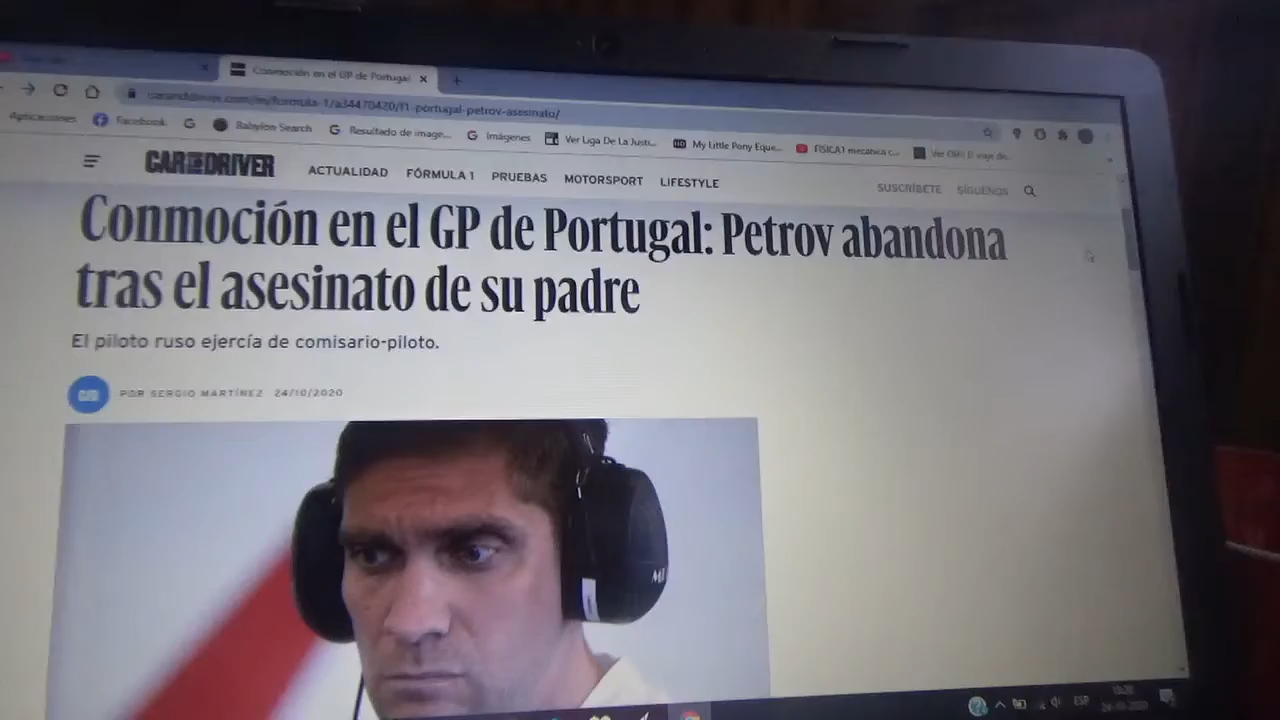 Conmoción en el GP de Portugal
Aplicaciones Facebook Babylon Search Resultado de image... Imágenes Ver Liga De La Justi... My Little Pony Eque... FISICA1 mecánica c...
CAR AND DRIVER ACTUALIDAD FÓRMULA 1 PRUEBAS MOTORSPORT LIFESTYLE SUSCRÍBETE SÍGUENOS
Conmoción en el GP de Portugal: Petrov abandona
tras el asesinato de su padre
El piloto ruso ejercía de comisario-piloto.
C/D POR SERGIO MARTÍNEZ 24/10/2020
ESP